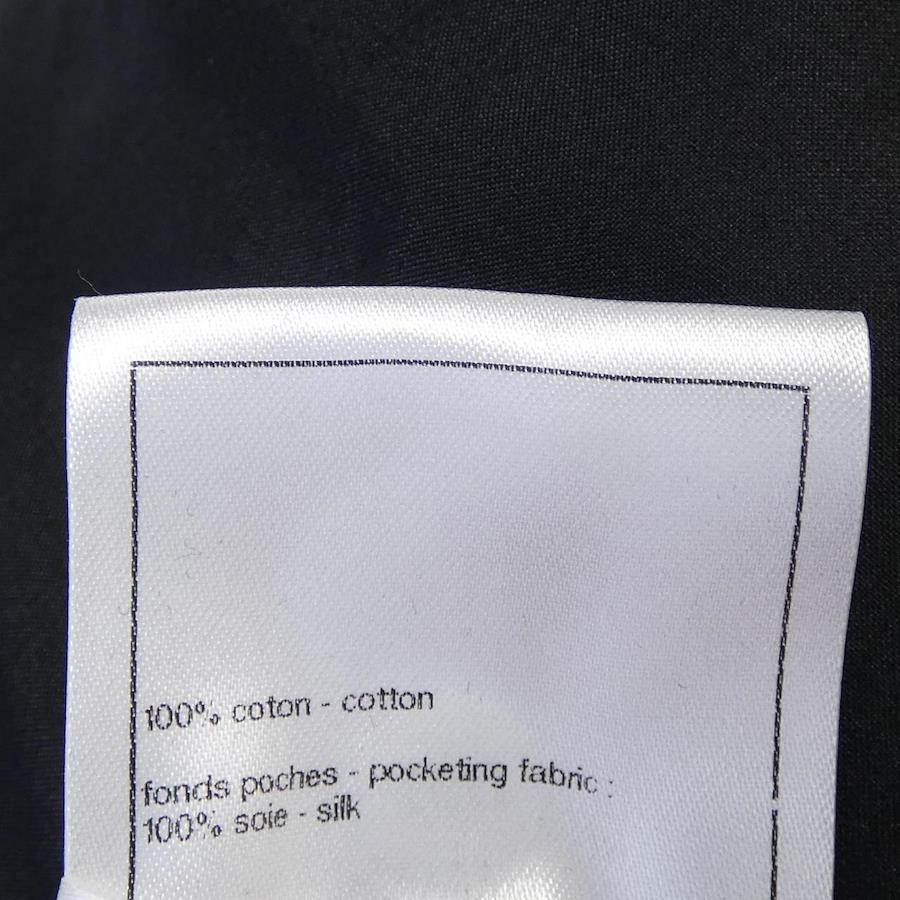 100% coton - cotton
fonds poches - pocketing fabric :
100% soie - silk